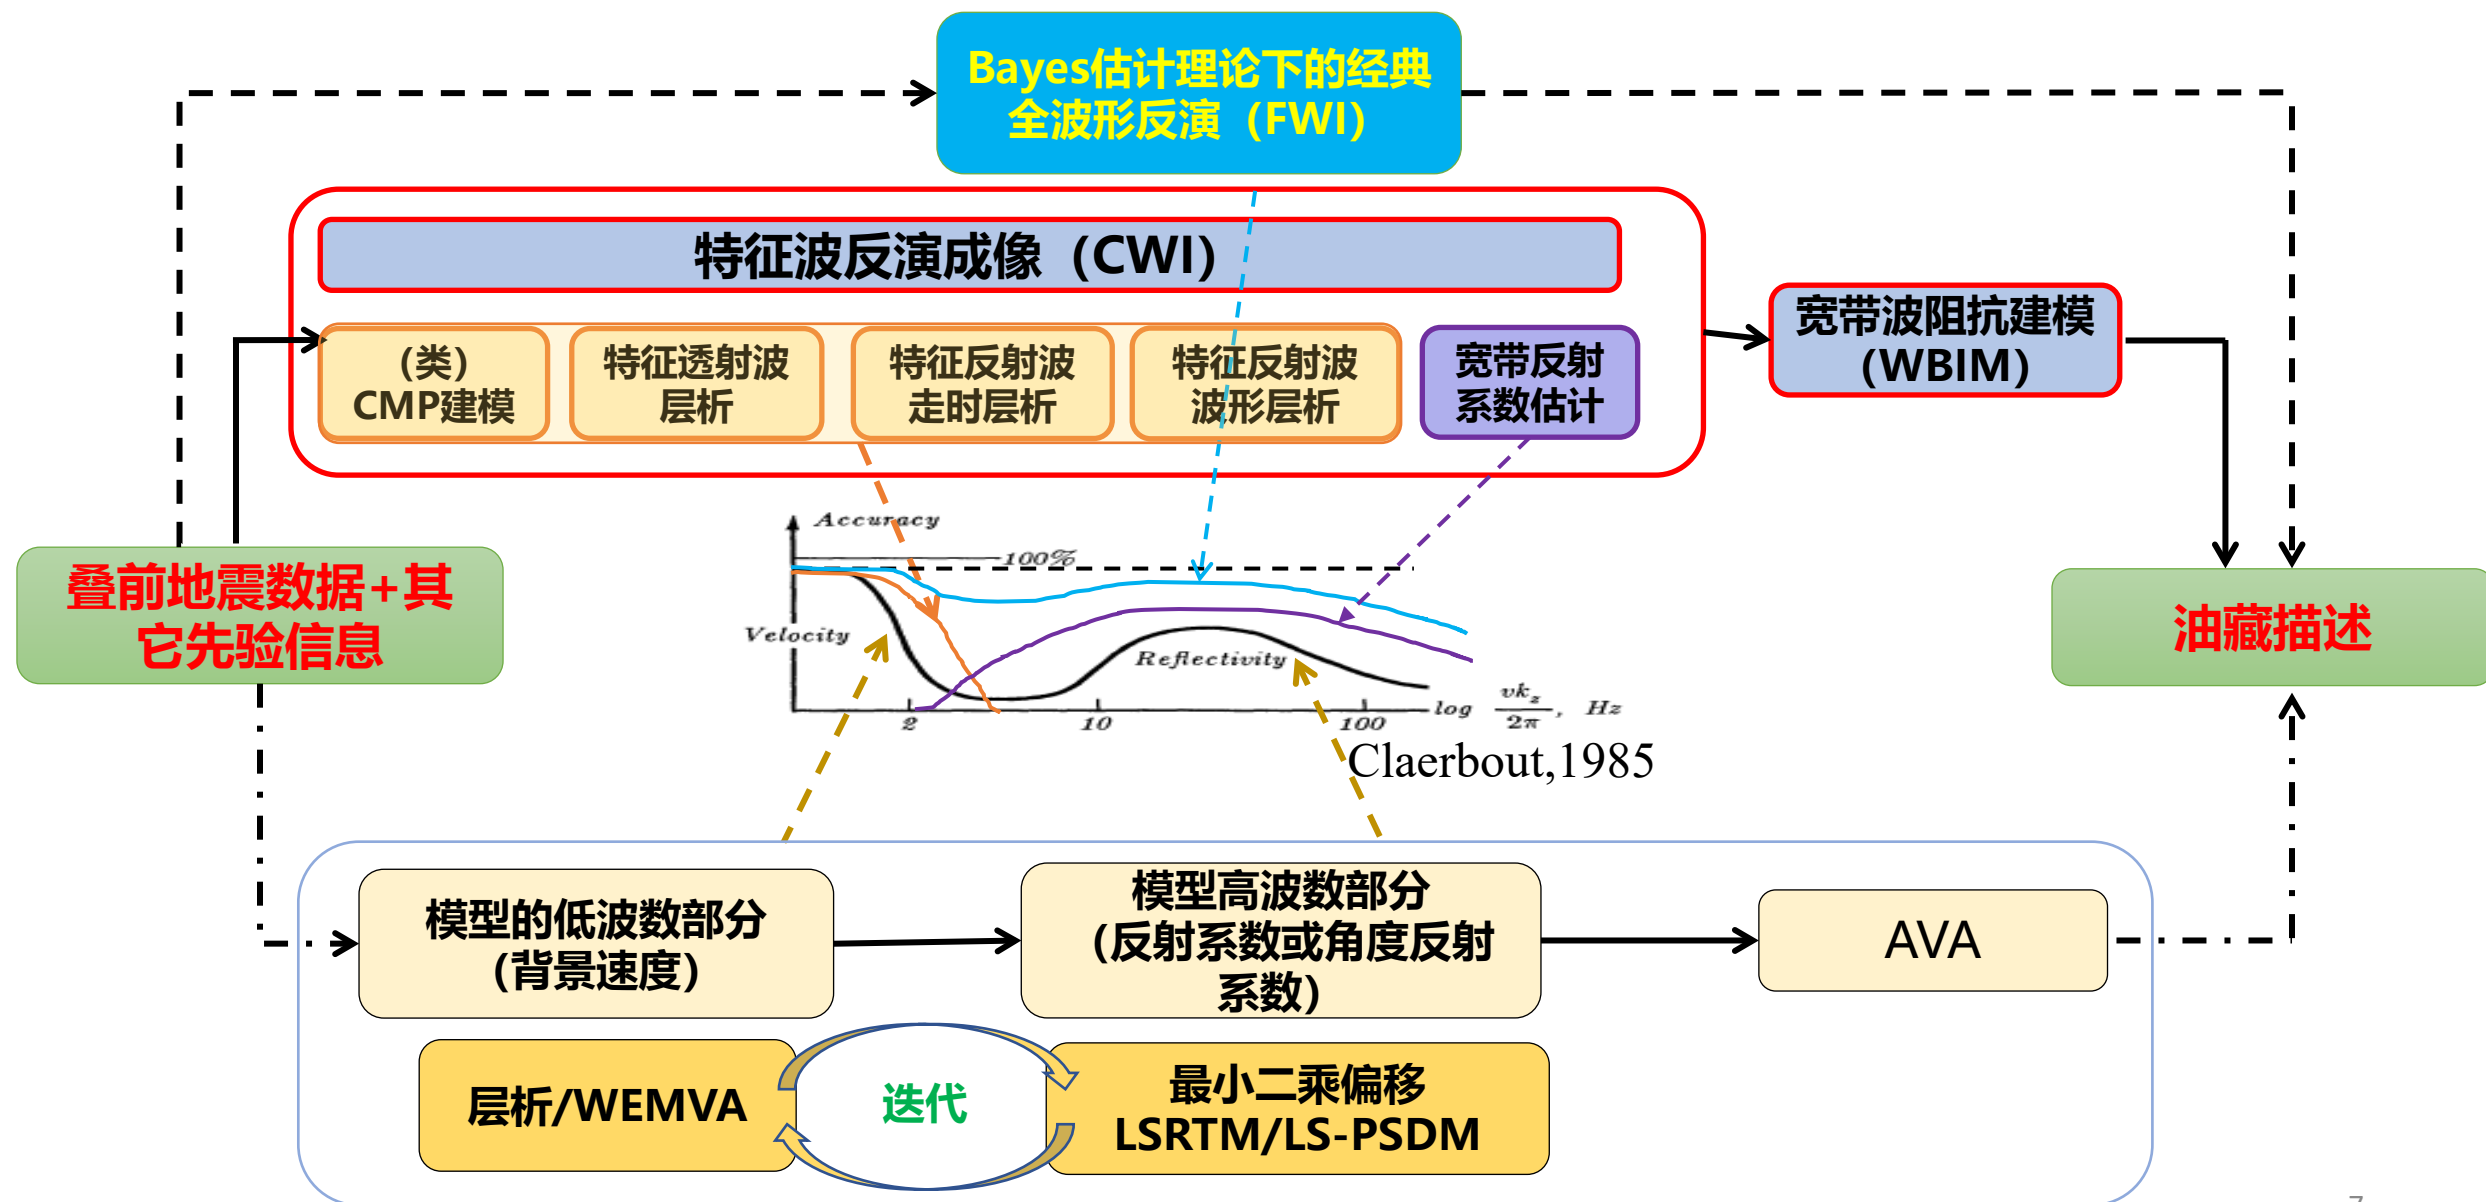 Bayes估计理论下的经典
全波形反演（FWI）
特征波反演成像（CWI）
（类）
CMP建模
特征透射波
层析
特征反射波
走时层析
特征反射波
波形层析
宽带反射
系数估计
宽带波阻抗建模
（WBIM）
叠前地震数据+其
它先验信息
Accuracy
100%
Velocity
Reflectivity
2
10
100
log vk_z/2π, Hz
Claerbout,1985
油藏描述
模型的低波数部分
（背景速度）
模型高波数部分
（反射系数或角度反射
系数）
AVA
层析/WEMVA
迭代
最小二乘偏移
LSRTM/LS-PSDM